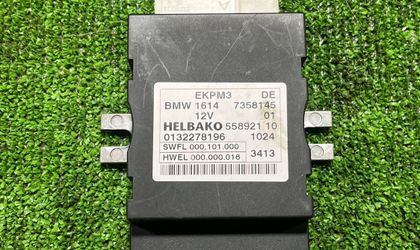 EKPM3 DE
BMW 1614 7358145
12V 01
HELBAKO 558921 10
0132278196 1024
SWFL 000.101.000
HWEL 000.000.016 3413